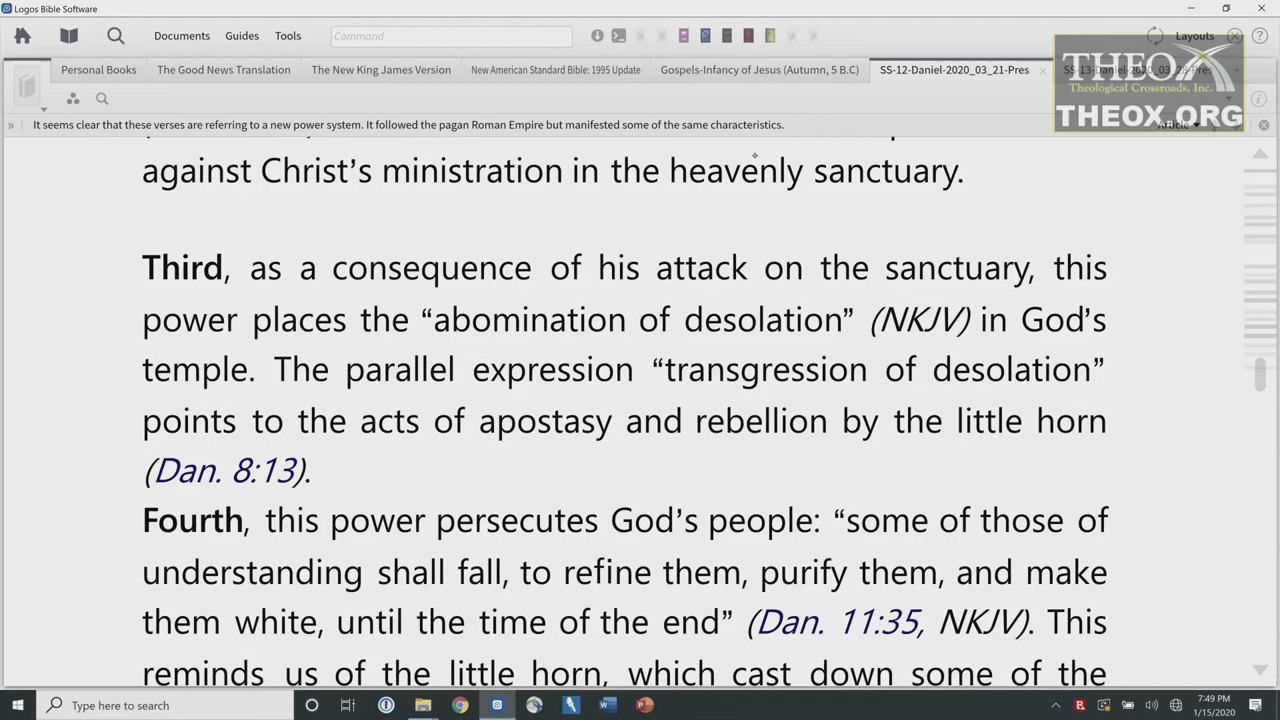 Logos Bible Software
Documents Guides Tools Command Layouts
THEOX
Theological Crossroads, Inc.
THEOX.ORG
Personal Books The Good News Translation The New KSig New American Standard Bible: 1995 Update Gospels-Infancy of Jesus (Autumn, 5 B.C) SS-12-Daniel-2020_03_21-Pres
It seems clear that these verses are referring to a new power system. It followed the pagan Roman Empire but manifested some of the same characteristics. Article
against Christ’s ministration in the heavenly sanctuary.
Third, as a consequence of his attack on the sanctuary, this
power places the “abomination of desolation” (NKJV) in God’s
temple. The parallel expression “transgression of desolation”
points to the acts of apostasy and rebellion by the little horn
(Dan. 8:13).
Fourth, this power persecutes God’s people: “some of those of
understanding shall fall, to refine them, purify them, and make
them white, until the time of the end” (Dan. 11:35, NKJV). This
reminds us of the little horn, which cast down some of the
Type here to search
7:49 PM
1/15/2020